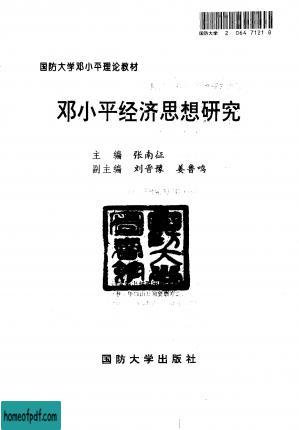 国防大学 2 064 7121 8
国防大学邓小平理论教材
邓小平经济思想研究
主 编 张南征
副主编 刘晋豫 姜鲁鸣
国防大学出版社
homeofpdf.com